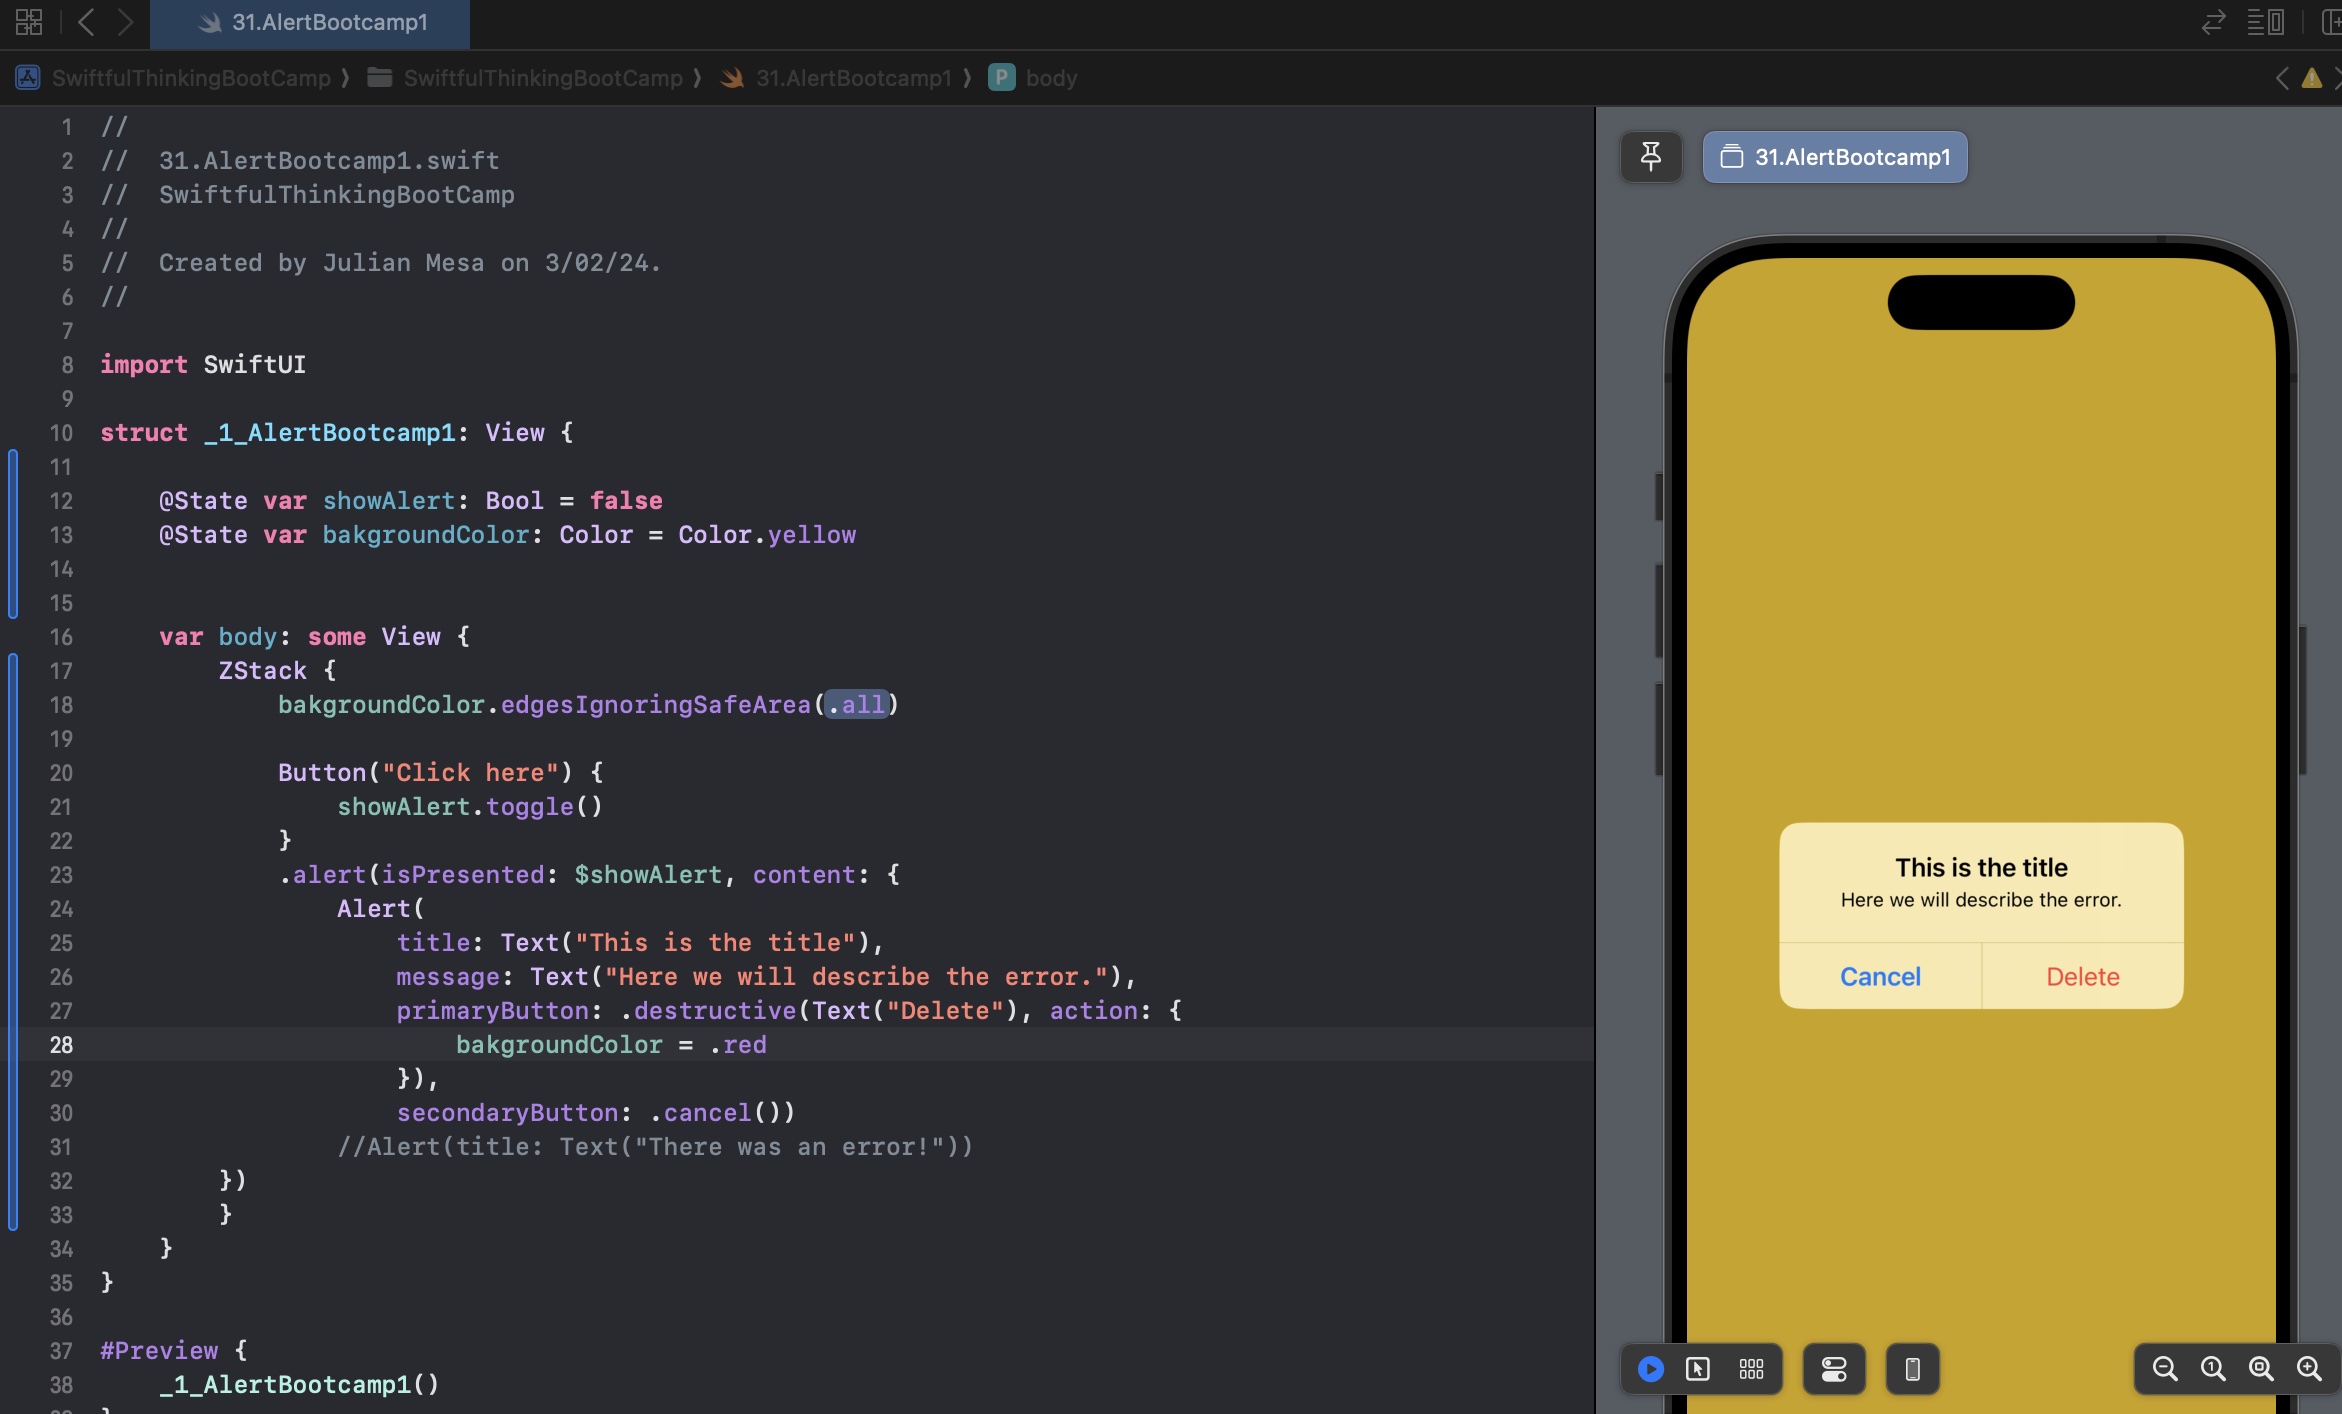 31.AlertBootcamp1
SwiftfulThinkingBootCamp ⟩ SwiftfulThinkingBootCamp ⟩ 31.AlertBootcamp1 ⟩ P body
1 //
2 //  31.AlertBootcamp1.swift
3 //  SwiftfulThinkingBootCamp
4 //
5 //  Created by Julian Mesa on 3/02/24.
6 //
7
8 import SwiftUI
9
10 struct _1_AlertBootcamp1: View {
11
12     @State var showAlert: Bool = false
13     @State var bakgroundColor: Color = Color.yellow
14
15
16     var body: some View {
17         ZStack {
18             bakgroundColor.edgesIgnoringSafeArea(.all)
19
20             Button("Click here") {
21                 showAlert.toggle()
22             }
23             .alert(isPresented: $showAlert, content: {
24                 Alert(
25                     title: Text("This is the title"),
26                     message: Text("Here we will describe the error."),
27                     primaryButton: .destructive(Text("Delete"), action: {
28                         bakgroundColor = .red
29                     }),
30                     secondaryButton: .cancel())
31                 //Alert(title: Text("There was an error!"))
32         })
33         }
34     }
35 }
36
37 #Preview {
38     _1_AlertBootcamp1()
31.AlertBootcamp1
This is the title
Here we will describe the error.
Cancel Delete